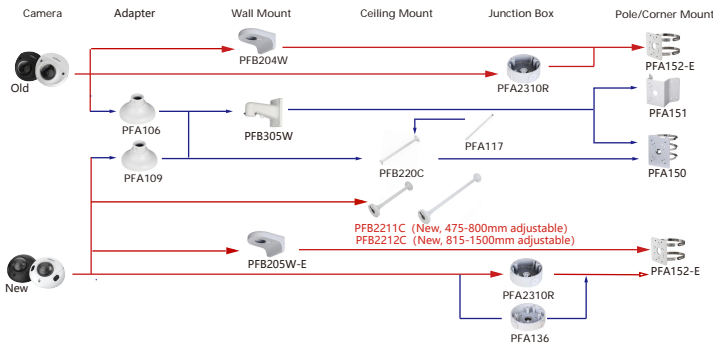 Camera
Adapter
Wall Mount
Ceiling Mount
Junction Box
Pole/Corner Mount
PFB204W
PFA152-E
Old
PFA2310R
PFA151
PFA106
PFB305W
PFA117
PFA109
PFB220C
PFA150
PFB2211C (New, 475-800mm adjustable)
PFB2212C (New, 815-1500mm adjustable)
PFB205W-E
PFA152-E
New
PFA2310R
PFA136